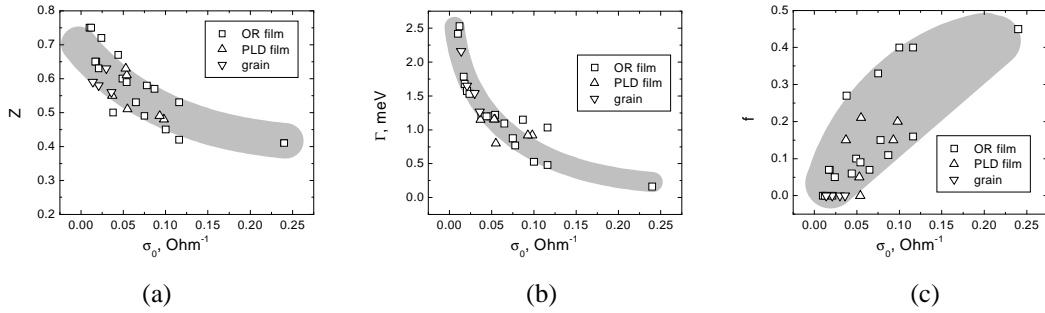 0.8
0.7
0.6
0.5
0.4
0.3
0.2
Z
OR film
PLD film
grain
0.00 0.05 0.10 0.15 0.20 0.25
σ₀, Ohm⁻¹
(a)
2.5
2.0
1.5
1.0
0.5
0.0
Γ, meV
OR film
PLD film
grain
0.00 0.05 0.10 0.15 0.20 0.25
σ₀, Ohm⁻¹
(b)
0.5
0.4
0.3
0.2
0.1
0.0
f
OR film
PLD film
grain
0.00 0.05 0.10 0.15 0.20 0.25
σ₀, Ohm⁻¹
(c)